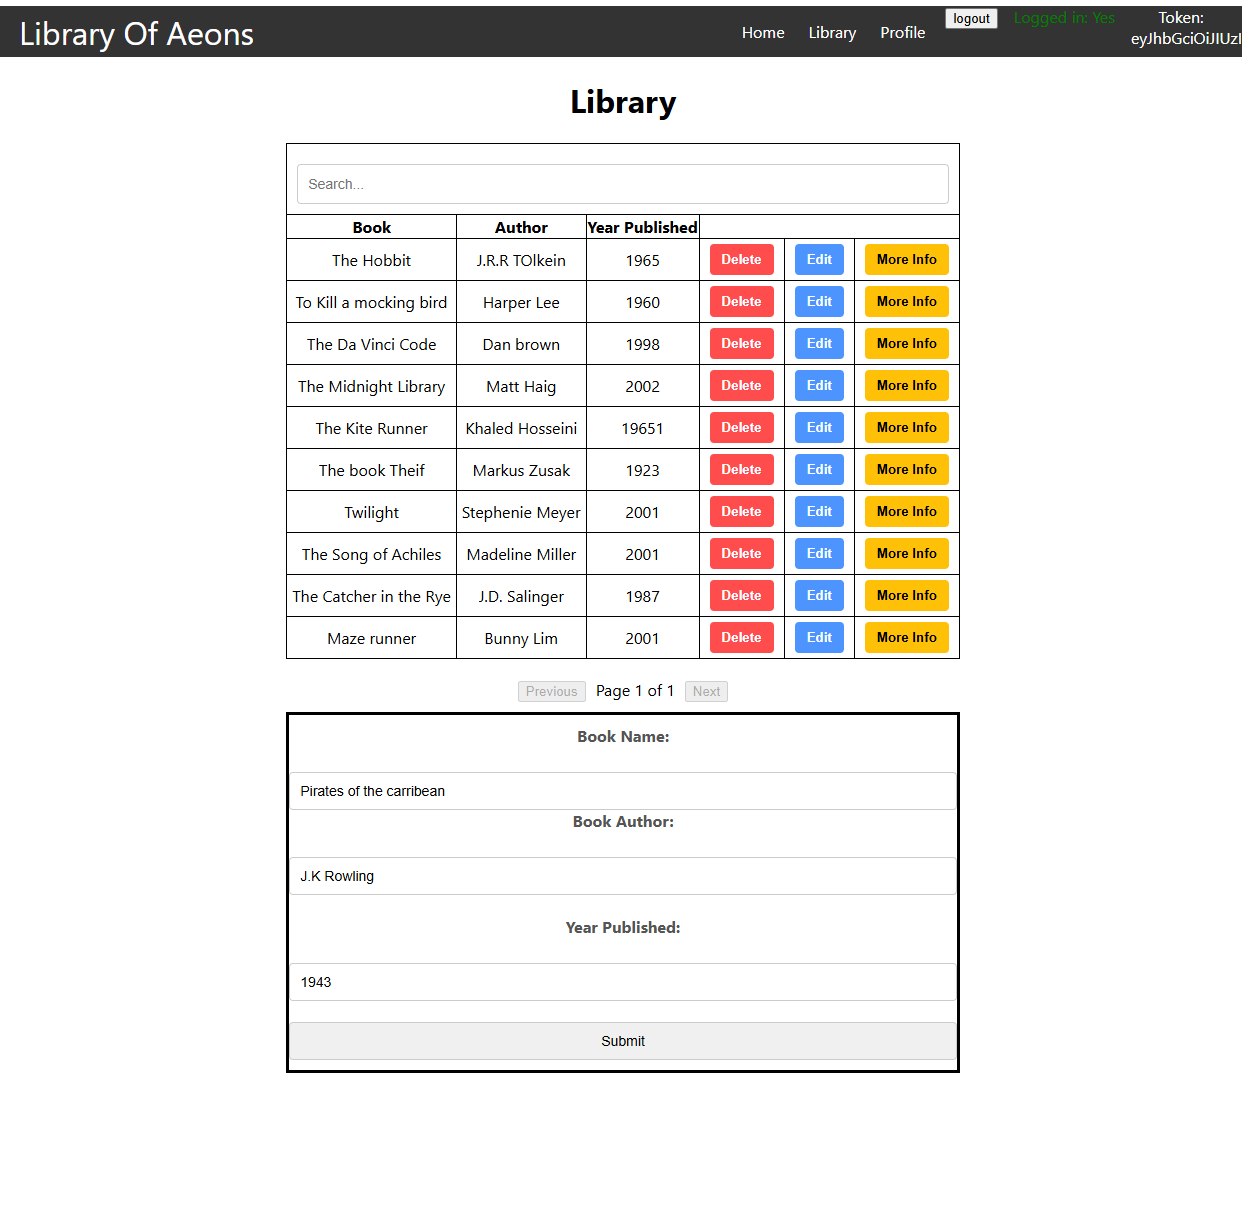 Library Of Aeons
Home Library Profile logout Logged in: Yes Token:
eyJhbGciOiJIUzI
Library
Search...
Book Author Year Published
The Hobbit J.R.R TOlkein 1965 Delete Edit More Info
To Kill a mocking bird Harper Lee 1960 Delete Edit More Info
The Da Vinci Code Dan brown 1998 Delete Edit More Info
The Midnight Library Matt Haig 2002 Delete Edit More Info
The Kite Runner Khaled Hosseini 19651 Delete Edit More Info
The book Theif Markus Zusak 1923 Delete Edit More Info
Twilight Stephenie Meyer 2001 Delete Edit More Info
The Song of Achiles Madeline Miller 2001 Delete Edit More Info
The Catcher in the Rye J.D. Salinger 1987 Delete Edit More Info
Maze runner Bunny Lim 2001 Delete Edit More Info
Previous Page 1 of 1 Next
Book Name:
Pirates of the carribean
Book Author:
J.K Rowling
Year Published:
1943
Submit